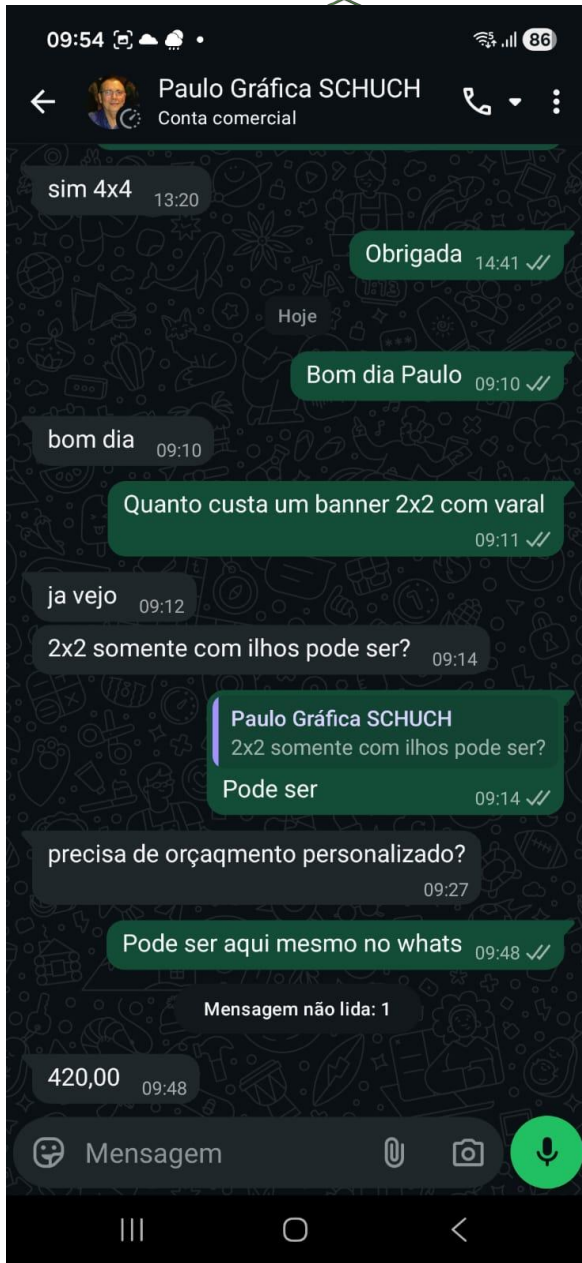 09:54
86
Paulo Gráfica SCHUCH
Conta comercial
sim 4x4 13:20
Obrigada 14:41
Hoje
Bom dia Paulo 09:10
bom dia 09:10
Quanto custa um banner 2x2 com varal
09:11
ja vejo 09:12
2x2 somente com ilhos pode ser? 09:14
Paulo Gráfica SCHUCH
2x2 somente com ilhos pode ser?
Pode ser 09:14
precisa de orçaqmento personalizado?
09:27
Pode ser aqui mesmo no whats 09:48
Mensagem não lida: 1
420,00 09:48
Mensagem